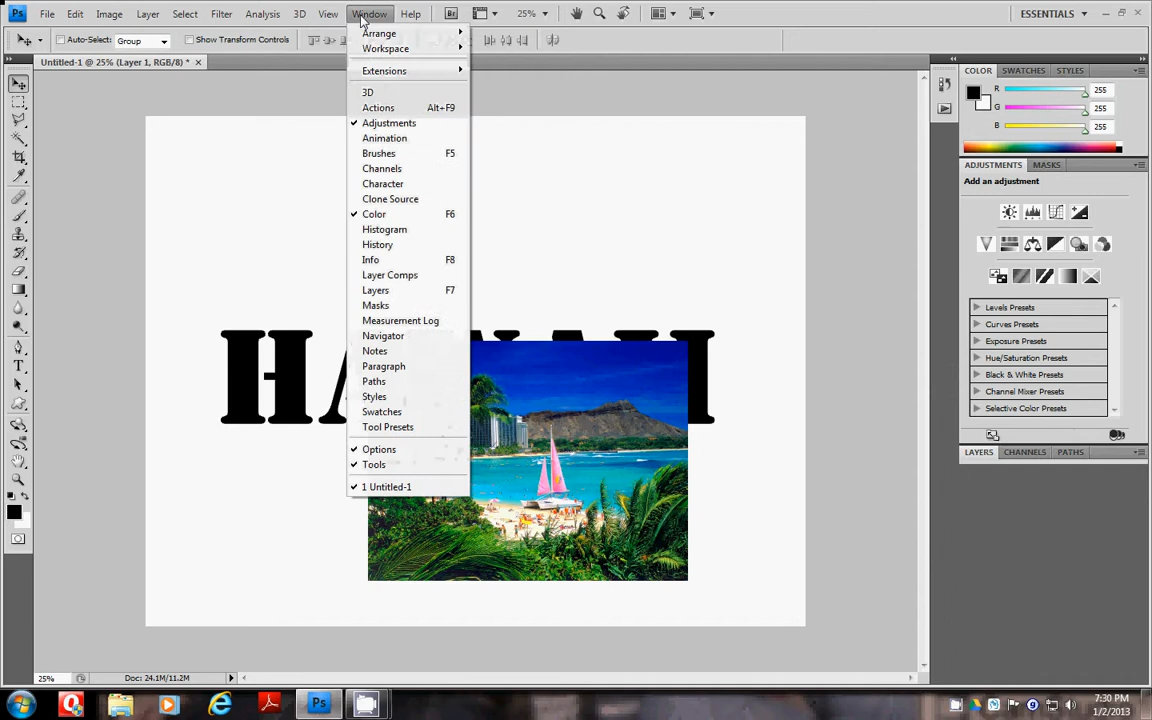 Ps File Edit Image Layer Select Filter Analysis 3D View Window Help Br 25% ESSENTIALS
Auto-Select: Group Show Transform Controls
Untitled-1 @ 25% (Layer 1, RGB/8) *
Arrange
Workspace
Extensions
3D
Actions Alt+F9
Adjustments
Animation
Brushes F5
Channels
Character
Clone Source
Color F6
Histogram
History
Info F8
Layer Comps
Layers F7
Masks
Measurement Log
Navigator
Notes
Paragraph
Paths
Styles
Swatches
Tool Presets
Options
Tools
1 Untitled-1
COLOR SWATCHES STYLES
R 255
G 255
B 255
ADJUSTMENTS MASKS
Add an adjustment
Levels Presets
Curves Presets
Exposure Presets
Hue/Saturation Presets
Black & White Presets
Channel Mixer Presets
Selective Color Presets
LAYERS CHANNELS PATHS
25% Doc: 24.1M/11.2M
Ps
7:30 PM
1/2/2013